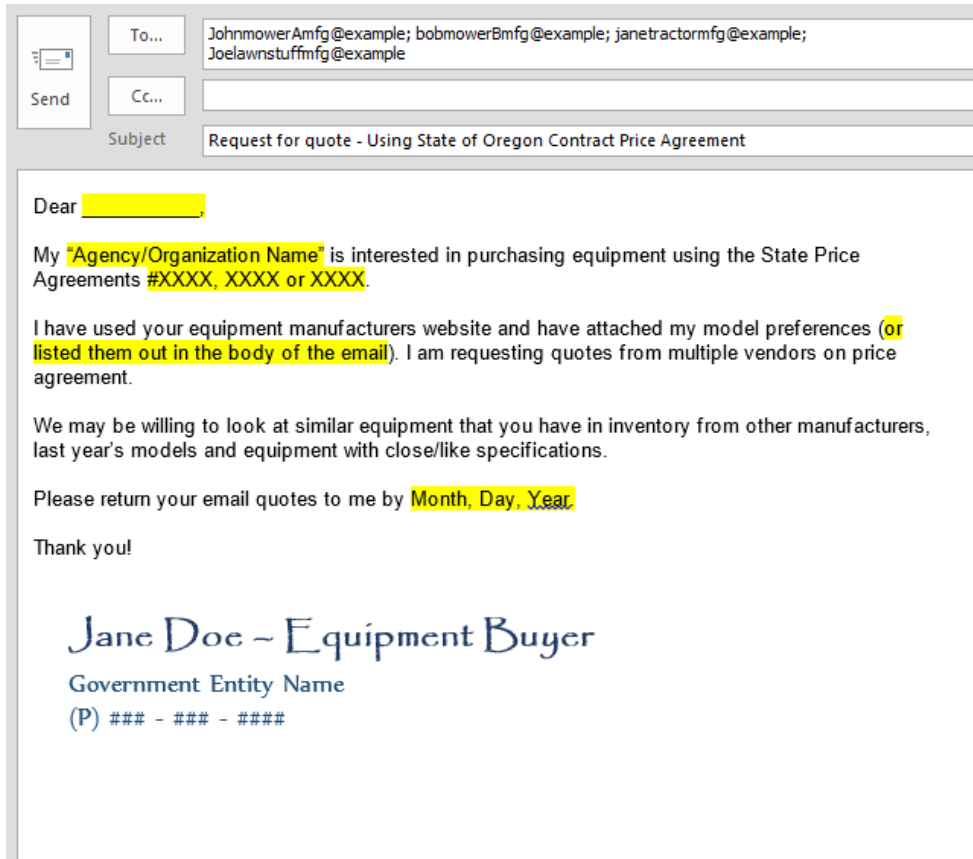 To...
JohnmowerAmfg@example; bobmowerBmfg@example; janetractormfg@example;
Joelawnstuffmfg@example
Send
Cc...
Subject
Request for quote - Using State of Oregon Contract Price Agreement
Dear ___________,
My “Agency/Organization Name” is interested in purchasing equipment using the State Price
Agreements #XXXX, XXXX or XXXX.
I have used your equipment manufacturers website and have attached my model preferences (or
listed them out in the body of the email). I am requesting quotes from multiple vendors on price
agreement.
We may be willing to look at similar equipment that you have in inventory from other manufacturers,
last year’s models and equipment with close/like specifications.
Please return your email quotes to me by Month, Day, Year.
Thank you!
Jane Doe – Equipment Buyer
Government Entity Name
(P) ### - ### - ####